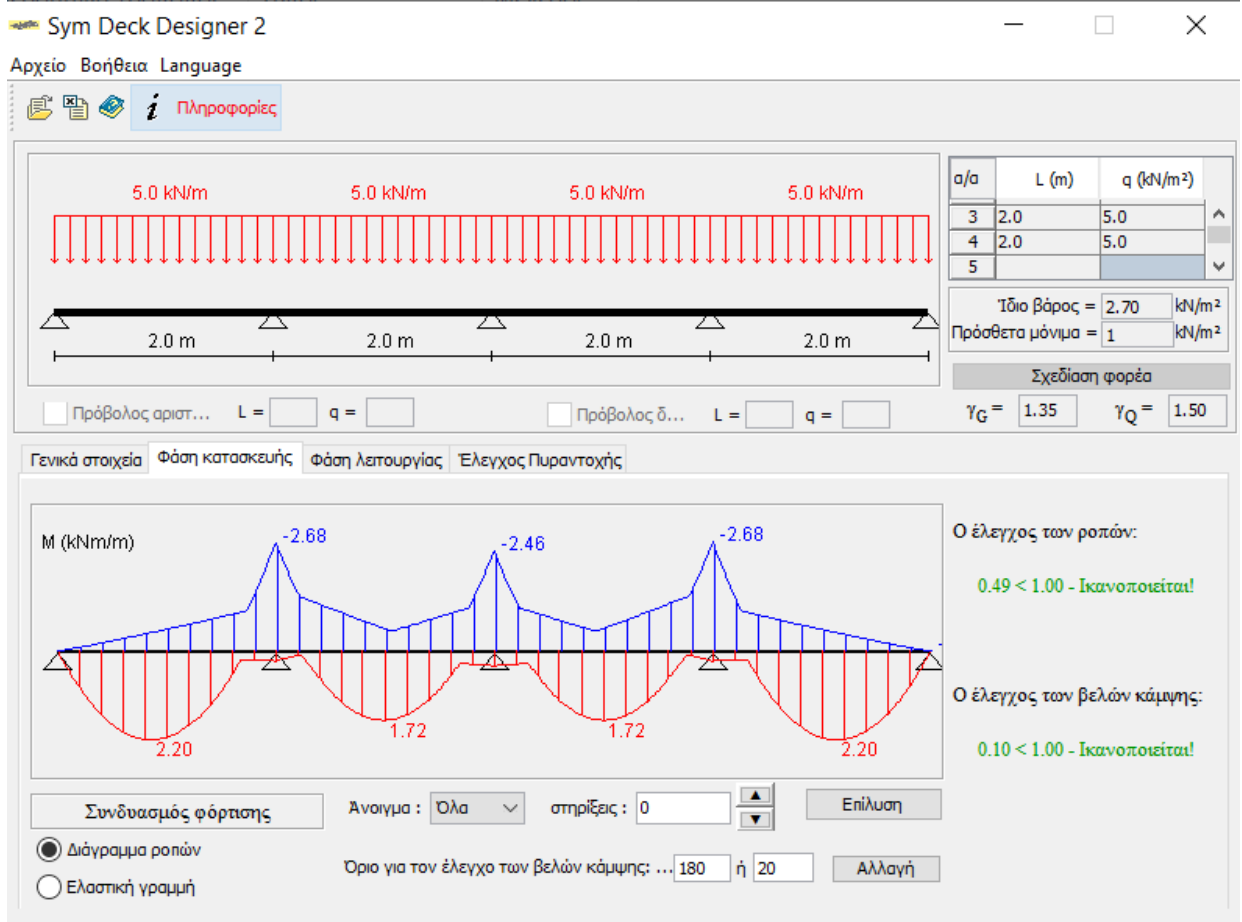 Sym Deck Designer 2
Αρχείο Βοήθεια Language
i Πληροφορίες
5.0 kN/m 5.0 kN/m 5.0 kN/m 5.0 kN/m
2.0 m 2.0 m 2.0 m 2.0 m
α/α L (m) q (kN/m²)
3 2.0 5.0
4 2.0 5.0
5
Ίδιο βάρος = 2.70 kN/m²
Πρόσθετα μόνιμα = 1 kN/m²
Σχεδίαση φορέα
Πρόβολος αριστ... L = q = Πρόβολος δ... L = q = γG = 1.35 γQ = 1.50
Γενικά στοιχεία Φάση κατασκευής Φάση λειτουργίας Έλεγχος Πυραντοχής
M (kNm/m)
-2.68 -2.46 -2.68
2.20 1.72 1.72 2.20
Ο έλεγχος των ροπών:
0.49 < 1.00 - Ικανοποιείται!
Ο έλεγχος των βελών κάμψης:
0.10 < 1.00 - Ικανοποιείται!
Συνδυασμός φόρτισης Άνοιγμα : Όλα στηρίξεις : 0 Επίλυση
Διάγραμμα ροπών
Ελαστική γραμμή
Όριο για τον έλεγχο των βελών κάμψης: ... 180 ή 20 Αλλαγή